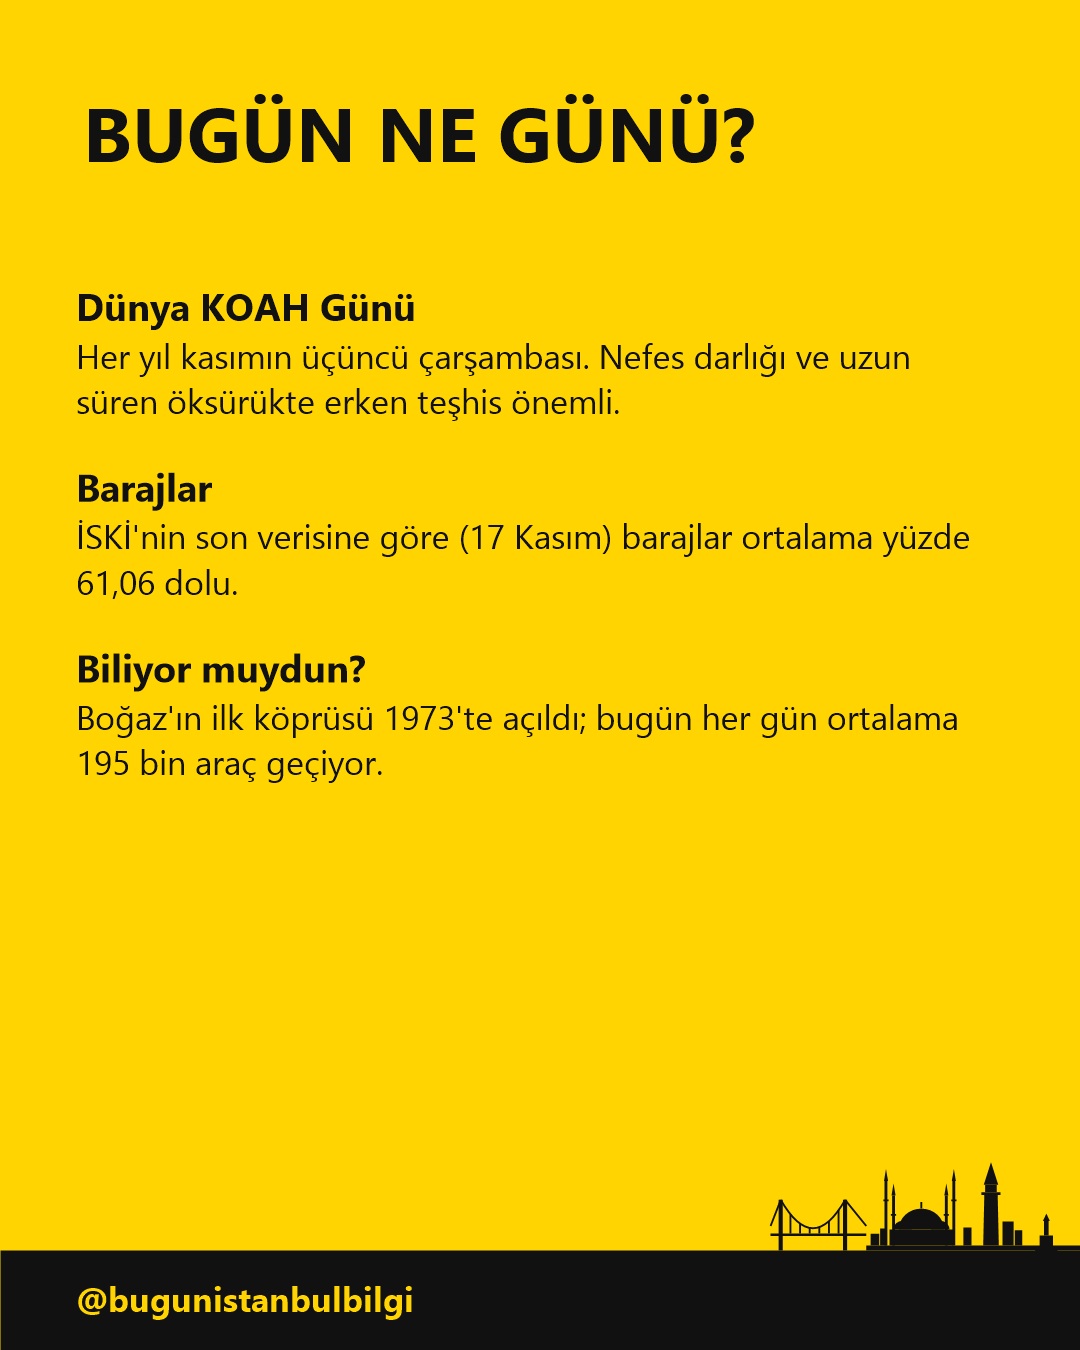 BUGÜN NE GÜNÜ?
Dünya KOAH Günü
Her yıl kasımın üçüncü çarşambası. Nefes darlığı ve uzun
süren öksürükte erken teşhis önemli.
Barajlar
İSKİ'nin son verisine göre (17 Kasım) barajlar ortalama yüzde
61,06 dolu.
Biliyor muydun?
Boğaz'ın ilk köprüsü 1973'te açıldı; bugün her gün ortalama
195 bin araç geçiyor.
@bugunistanbulbilgi